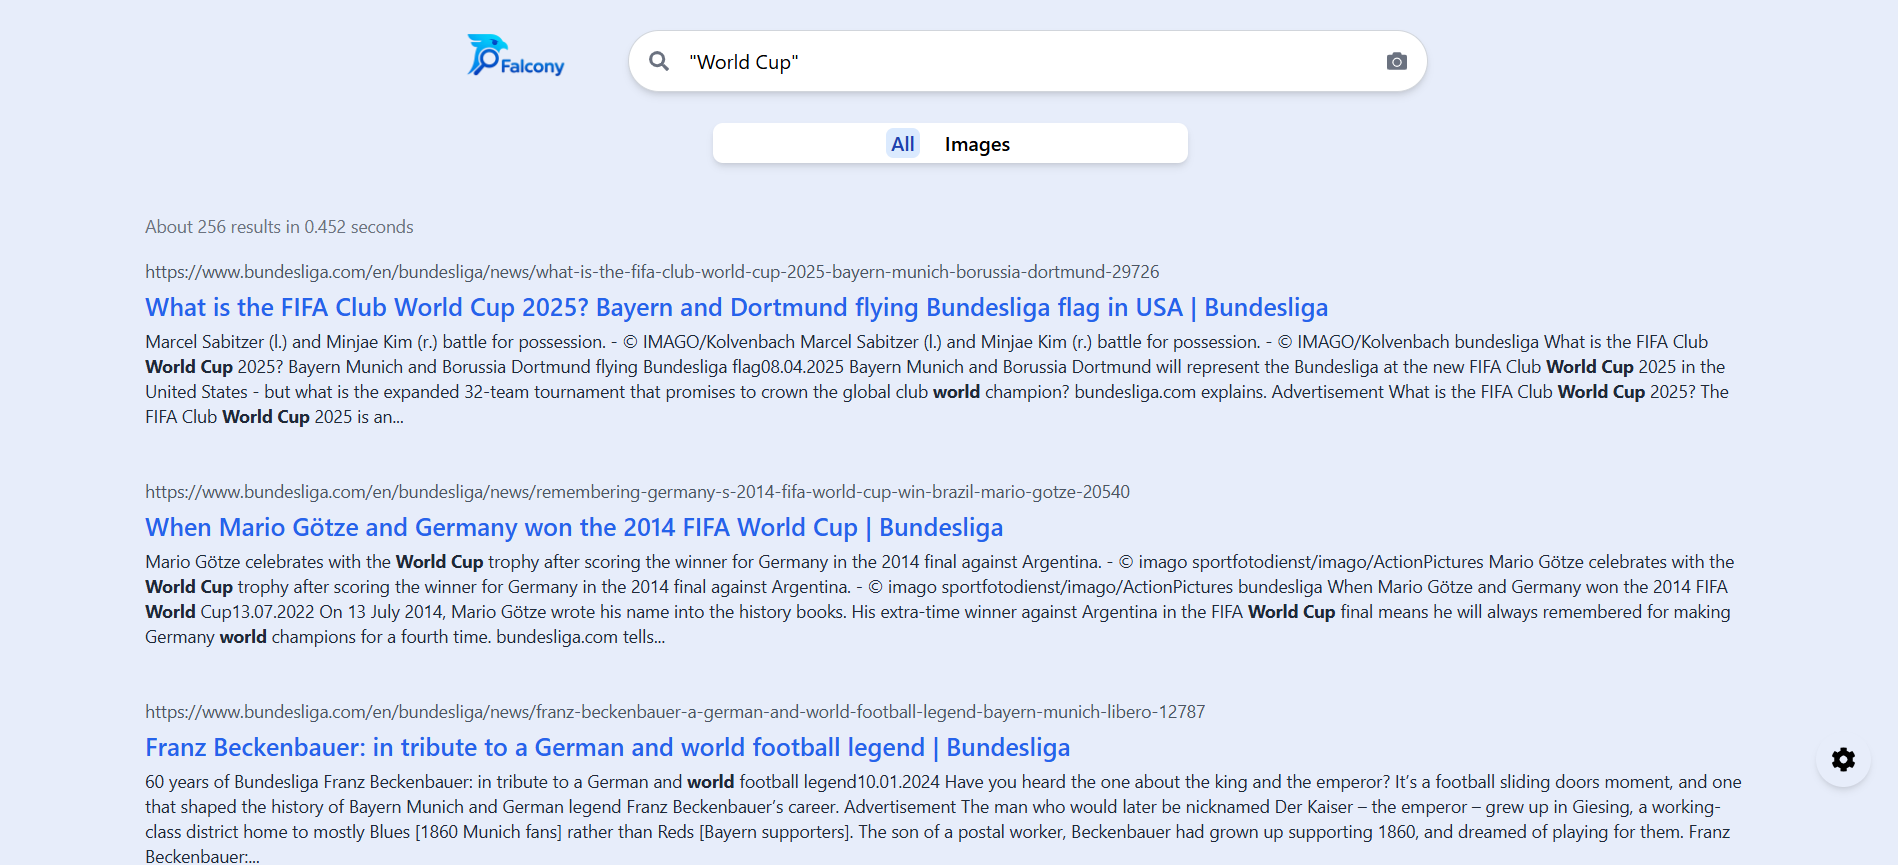 Falcony
"World Cup"
All Images
About 256 results in 0.452 seconds
https://www.bundesliga.com/en/bundesliga/news/what-is-the-fifa-club-world-cup-2025-bayern-munich-borussia-dortmund-29726
What is the FIFA Club World Cup 2025? Bayern and Dortmund flying Bundesliga flag in USA | Bundesliga
Marcel Sabitzer (l.) and Minjae Kim (r.) battle for possession. - © IMAGO/Kolvenbach Marcel Sabitzer (l.) and Minjae Kim (r.) battle for possession. - © IMAGO/Kolvenbach bundesliga What is the FIFA Club
World Cup 2025? Bayern Munich and Borussia Dortmund flying Bundesliga flag08.04.2025 Bayern Munich and Borussia Dortmund will represent the Bundesliga at the new FIFA Club World Cup 2025 in the
United States - but what is the expanded 32-team tournament that promises to crown the global club world champion? bundesliga.com explains. Advertisement What is the FIFA Club World Cup 2025? The
FIFA Club World Cup 2025 is an...
https://www.bundesliga.com/en/bundesliga/news/remembering-germany-s-2014-fifa-world-cup-win-brazil-mario-gotze-20540
When Mario Götze and Germany won the 2014 FIFA World Cup | Bundesliga
Mario Götze celebrates with the World Cup trophy after scoring the winner for Germany in the 2014 final against Argentina. - © imago sportfotodienst/imago/ActionPictures Mario Götze celebrates with the
World Cup trophy after scoring the winner for Germany in the 2014 final against Argentina. - © imago sportfotodienst/imago/ActionPictures bundesliga When Mario Götze and Germany won the 2014 FIFA
World Cup13.07.2022 On 13 July 2014, Mario Götze wrote his name into the history books. His extra-time winner against Argentina in the FIFA World Cup final means he will always remembered for making
Germany world champions for a fourth time. bundesliga.com tells...
https://www.bundesliga.com/en/bundesliga/news/franz-beckenbauer-a-german-and-world-football-legend-bayern-munich-libero-12787
Franz Beckenbauer: in tribute to a German and world football legend | Bundesliga
60 years of Bundesliga Franz Beckenbauer: in tribute to a German and world football legend10.01.2024 Have you heard the one about the king and the emperor? It’s a football sliding doors moment, and one
that shaped the history of Bayern Munich and German legend Franz Beckenbauer’s career. Advertisement The man who would later be nicknamed Der Kaiser – the emperor – grew up in Giesing, a working-
class district home to mostly Blues [1860 Munich fans] rather than Reds [Bayern supporters]. The son of a postal worker, Beckenbauer had grown up supporting 1860, and dreamed of playing for them. Franz
Beckenbauer:...